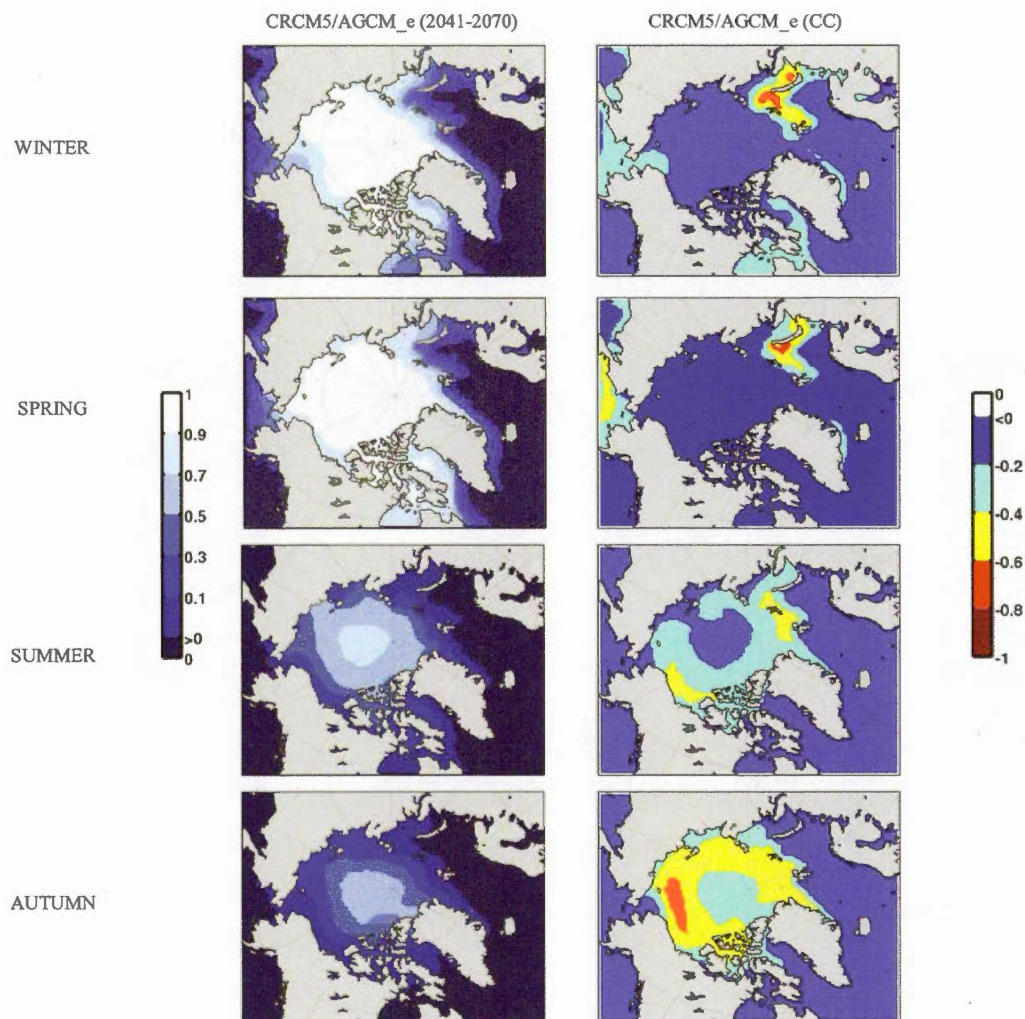 CRCM5/AGCM_e (2041-2070)
CRCM5/AGCM_e (CC)
WINTER
SPRING
SUMMER
AUTUMN
1
0.9
0.7
0.5
0.3
0.1
>0
0
0
<0
-0.2
-0.4
-0.6
-0.8
-1